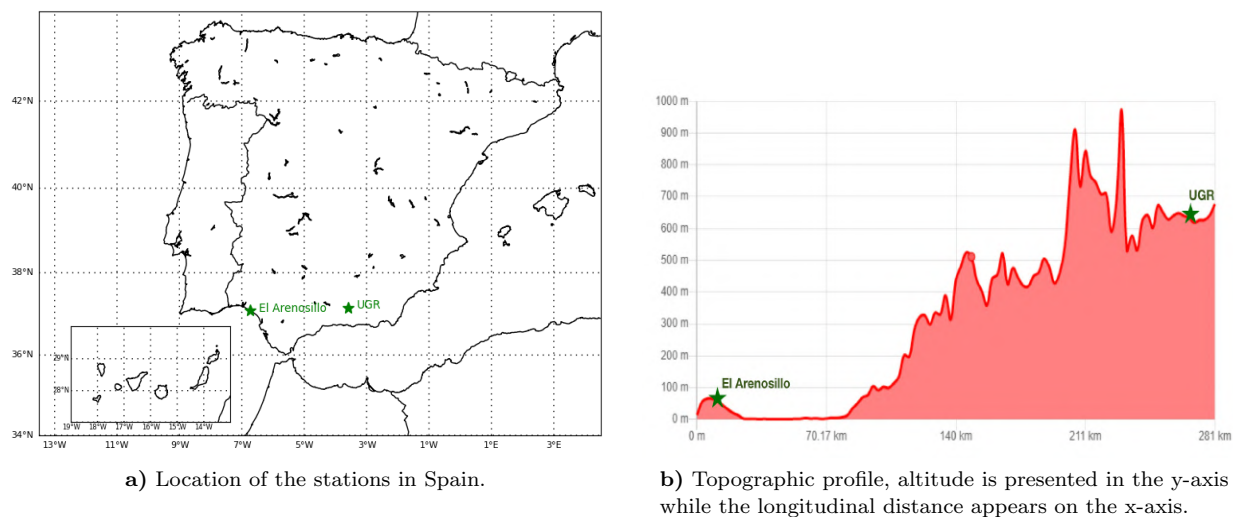 42°N
40°N
38°N
36°N
34°N
El Arenosillo
UGR
29°N
28°N
19°W 18°W 17°W 16°W 15°W 14°W
13°W 11°W 9°W 7°W 5°W 3°W 1°W 1°E 3°E
a) Location of the stations in Spain.
1000 m
900 m
800 m
700 m
600 m
500 m
400 m
300 m
200 m
100 m
0 m
UGR
El Arenosillo
0 m 70.17 km 140 km 211 km 281 km
b) Topographic profile, altitude is presented in the y-axis
while the longitudinal distance appears on the x-axis.